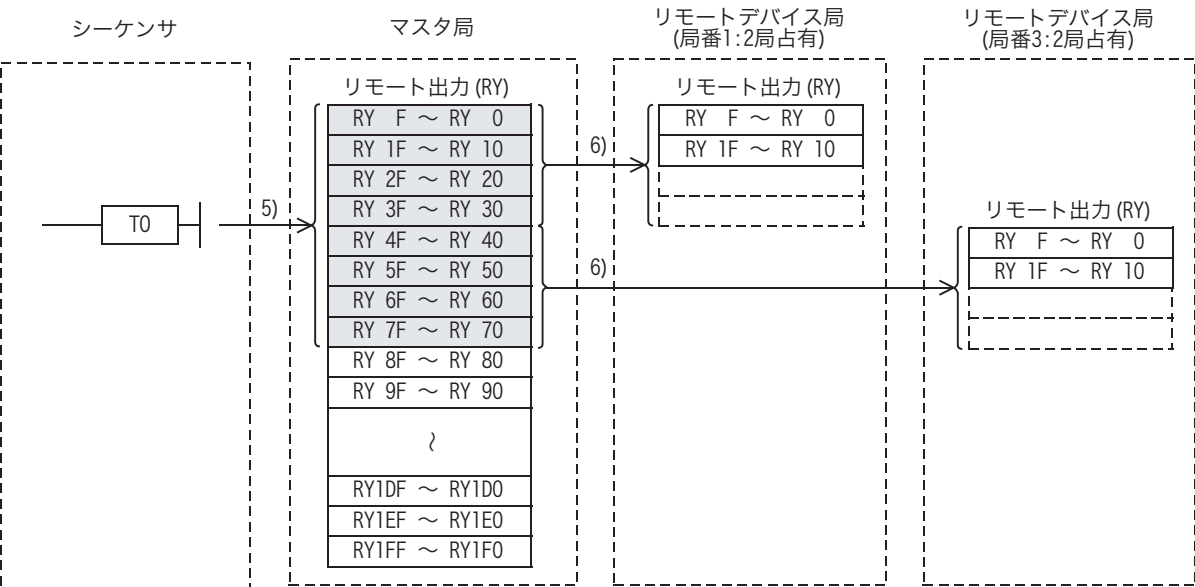 シーケンサ
マスタ局
リモートデバイス局
(局番1:2局占有)
リモートデバイス局
(局番3:2局占有)
リモート出力(RY)
RY F ～ RY 0
RY 1F ～ RY 10
RY 2F ～ RY 20
RY 3F ～ RY 30
RY 4F ～ RY 40
RY 5F ～ RY 50
RY 6F ～ RY 60
RY 7F ～ RY 70
RY 8F ～ RY 80
RY 9F ～ RY 90
～
RY1DF ～ RY1D0
RY1EF ～ RY1E0
RY1FF ～ RY1F0
T0
5)
6)
6)
リモート出力(RY)
RY F ～ RY 0
RY 1F ～ RY 10
リモート出力(RY)
RY F ～ RY 0
RY 1F ～ RY 10